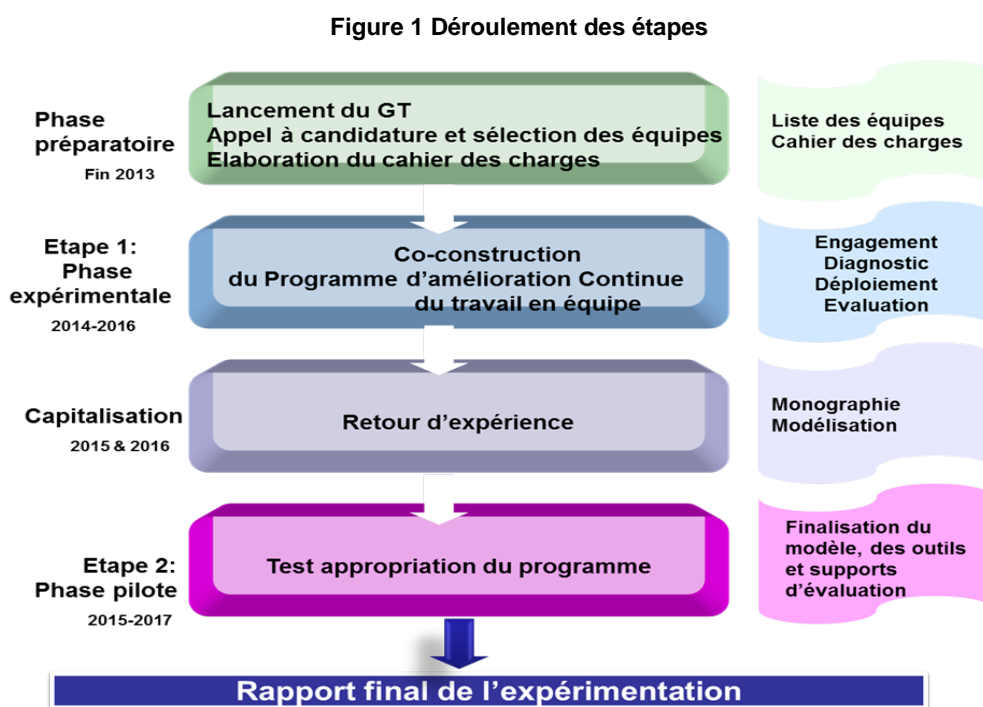 Figure 1 Déroulement des étapes
Phase
préparatoire
Fin 2013
Lancement du GT
Appel à candidature et sélection des équipes
Elaboration du cahier des charges
Liste des équipes
Cahier des charges
Etape 1:
Phase
expérimentale
2014-2016
Co-construction
du Programme d'amélioration Continue
du travail en équipe
Engagement
Diagnostic
Déploiement
Evaluation
Capitalisation
2015 & 2016
Retour d'expérience
Monographie
Modélisation
Etape 2:
Phase pilote
2015-2017
Test appropriation du programme
Finalisation du
modèle, des outils
et supports
d'évaluation
Rapport final de l'expérimentation